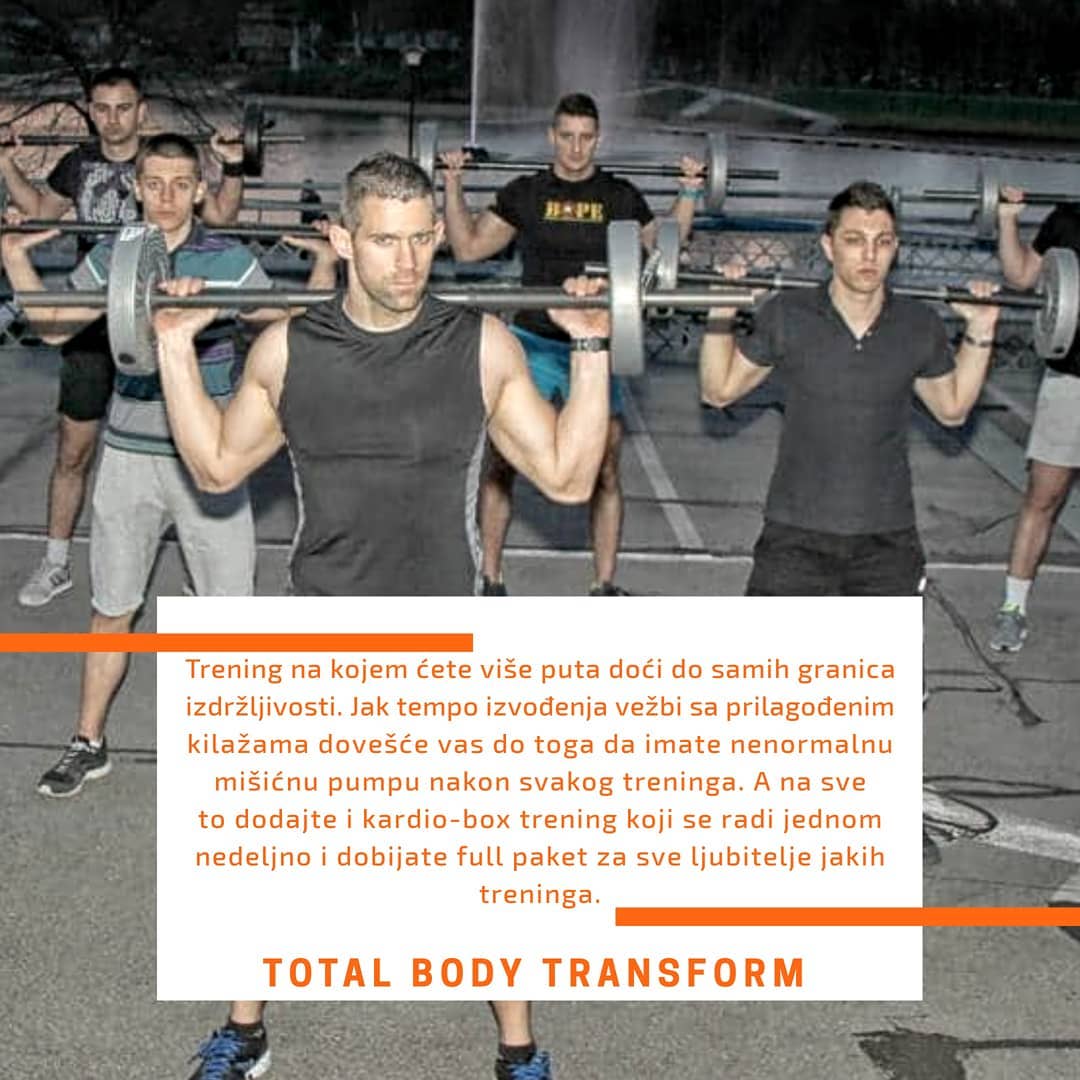 HOPE
Trening na kojem ćete više puta doći do samih granica
izdržljivosti. Jak tempo izvođenja vežbi sa prilagođenim
kilažama dovešće vas do toga da imate nenormalnu
mišićnu pumpu nakon svakog treninga. A na sve
to dodajte i kardio-box trening koji se radi jednom
nedeljno i dobijate full paket za sve ljubitelje jakih
treninga.
TOTAL BODY TRANSFORM